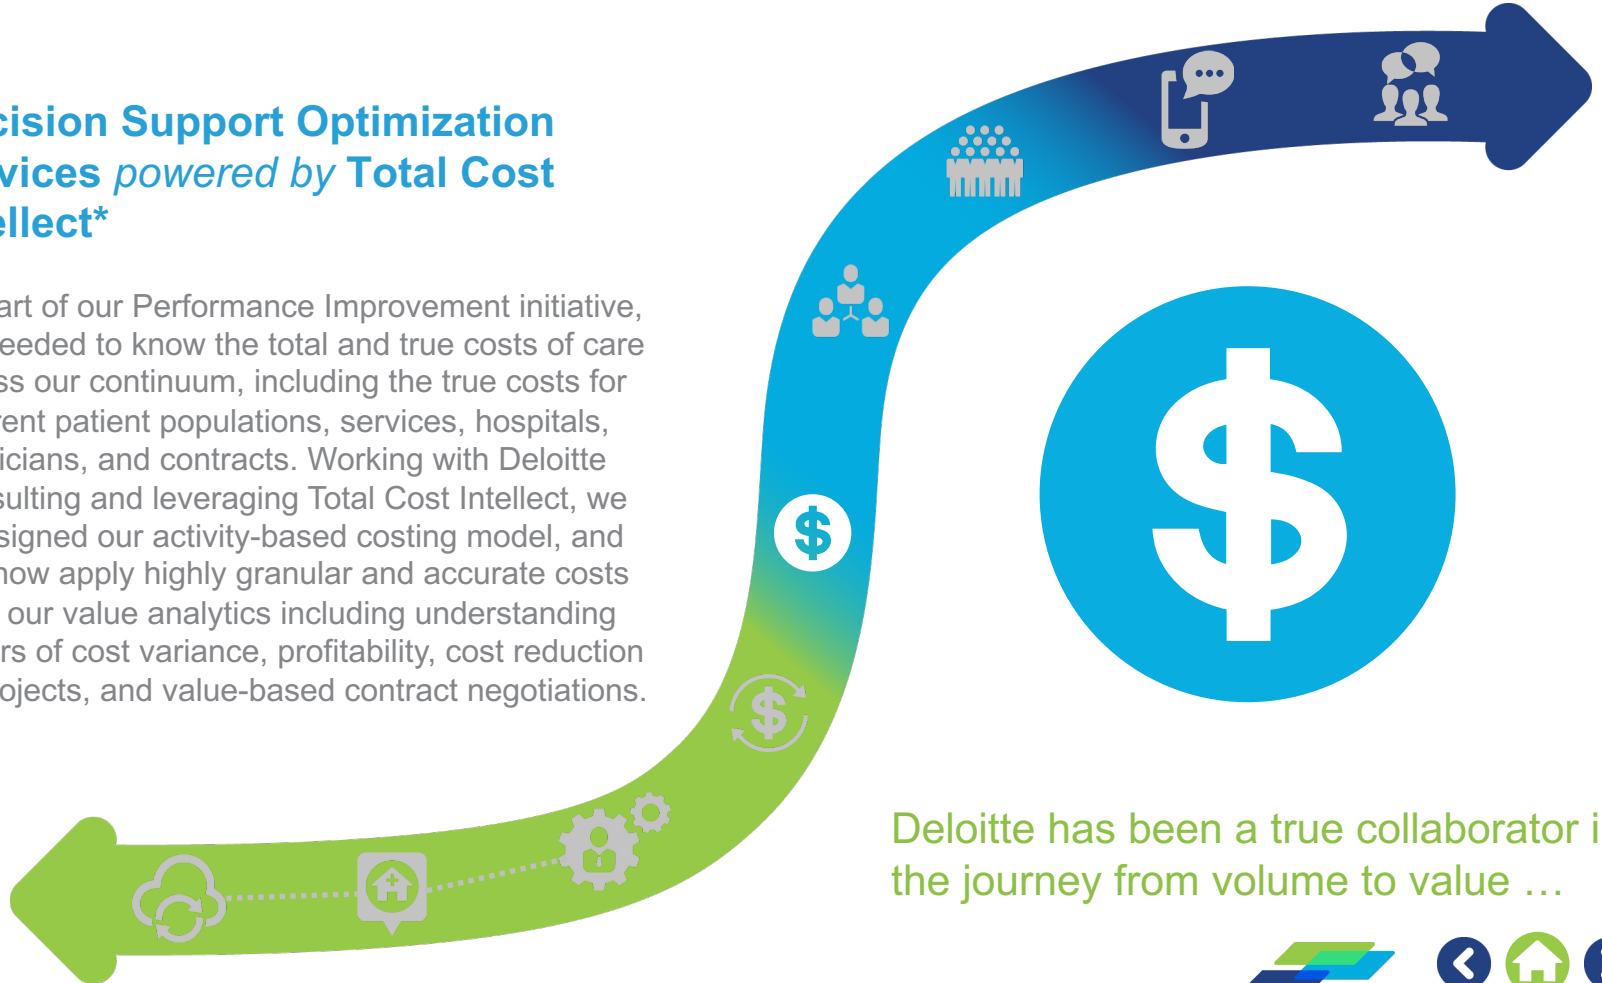 cision Support Optimization
vices powered by Total Cost
ellect*
art of our Performance Improvement initiative,
eeded to know the total and true costs of care
ss our continuum, including the true costs for
rent patient populations, services, hospitals,
icians, and contracts. Working with Deloitte
sulting and leveraging Total Cost Intellect, we
signed our activity-based costing model, and
now apply highly granular and accurate costs
our value analytics including understanding
rs of cost variance, profitability, cost reduction
ojects, and value-based contract negotiations.
$
$
$
Deloitte has been a true collaborator i
the journey from volume to value …